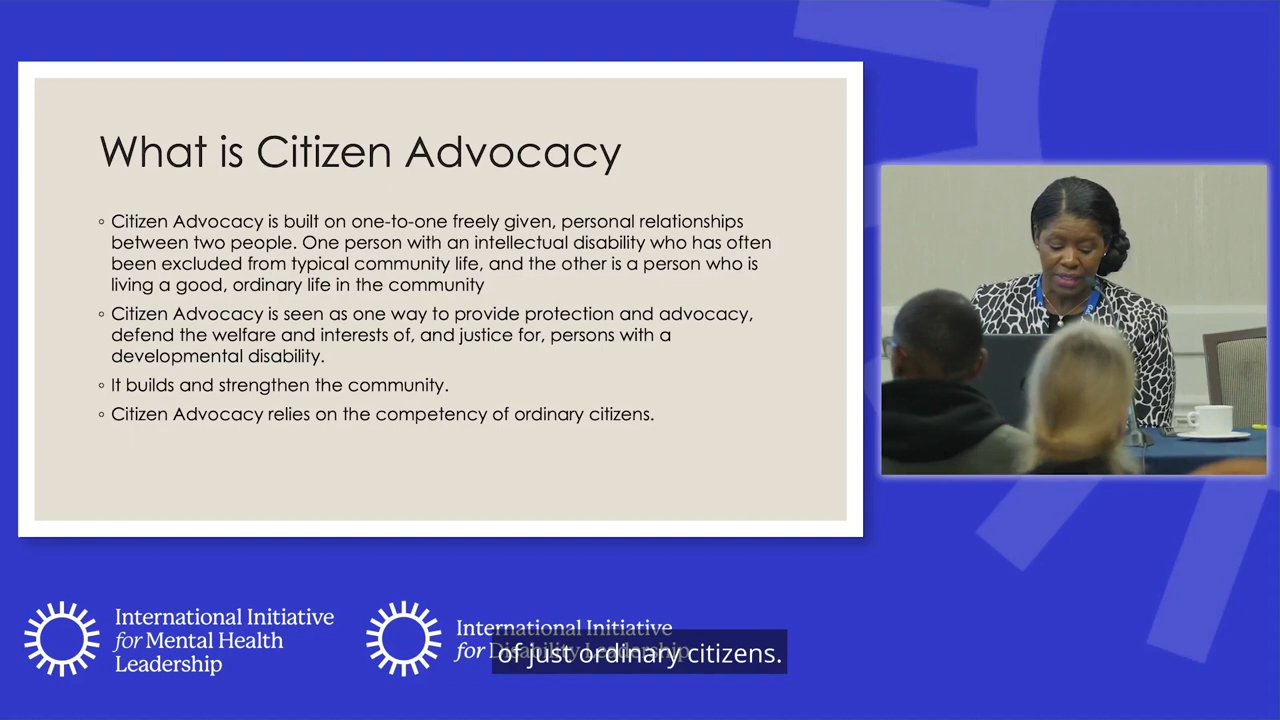 What is Citizen Advocacy
◦ Citizen Advocacy is built on one-to-one freely given, personal relationships
between two people. One person with an intellectual disability who has often
been excluded from typical community life, and the other is a person who is
living a good, ordinary life in the community
◦ Citizen Advocacy is seen as one way to provide protection and advocacy,
defend the welfare and interests of, and justice for, persons with a
developmental disability.
◦ It builds and strengthen the community.
◦ Citizen Advocacy relies on the competency of ordinary citizens.
International Initiative
for Mental Health
Leadership
International Initiative
for Disability Leadership
of just ordinary citizens.